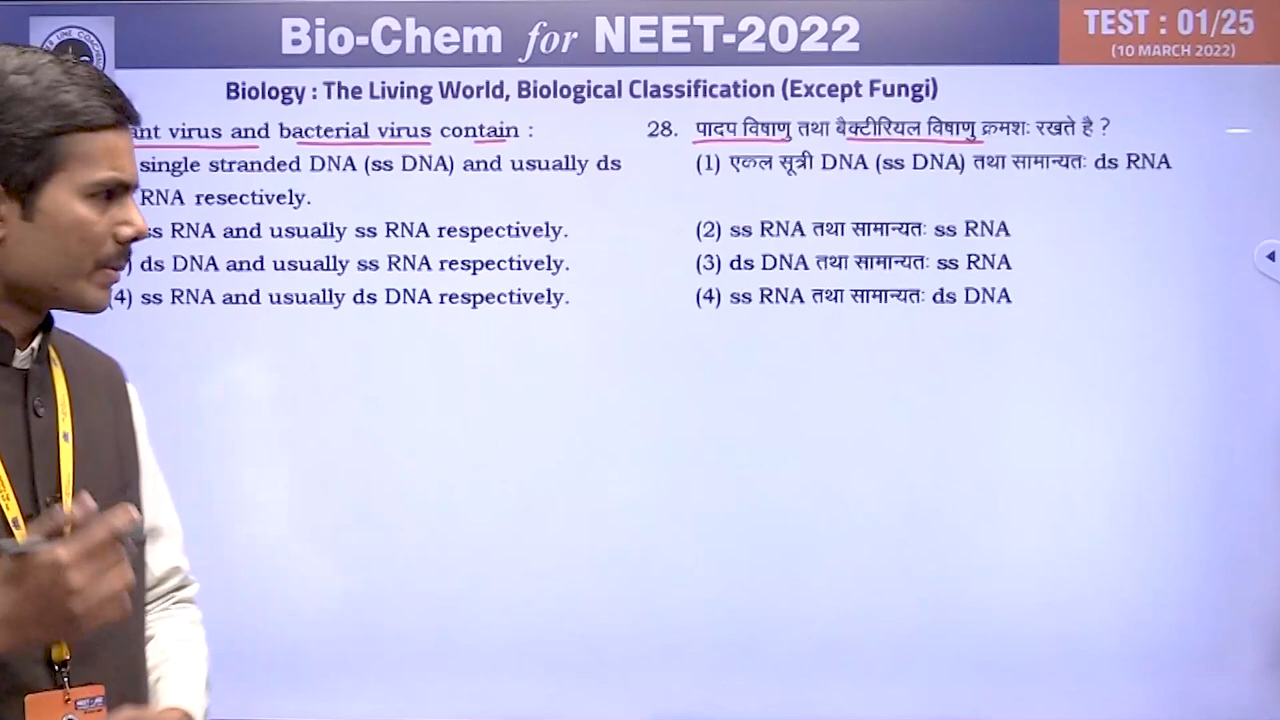 Bio-Chem for NEET-2022
TEST : 01/25
(10 MARCH 2022)
Biology : The Living World, Biological Classification (Except Fungi)
virus and bacterial virus contain :
single stranded DNA (ss DNA) and usually ds
RNA resectively.
ss RNA and usually ss RNA respectively.
) ds DNA and usually ss RNA respectively.
(4) ss RNA and usually ds DNA respectively.
28. पादप विषाणु तथा बैक्टीरियल विषाणु क्रमशः रखते है ?
(1) एकल सूत्री DNA (ss DNA) तथा सामान्यतः ds RNA
(2) ss RNA तथा सामान्यतः ss RNA
(3) ds DNA तथा सामान्यतः ss RNA
(4) ss RNA तथा सामान्यतः ds DNA